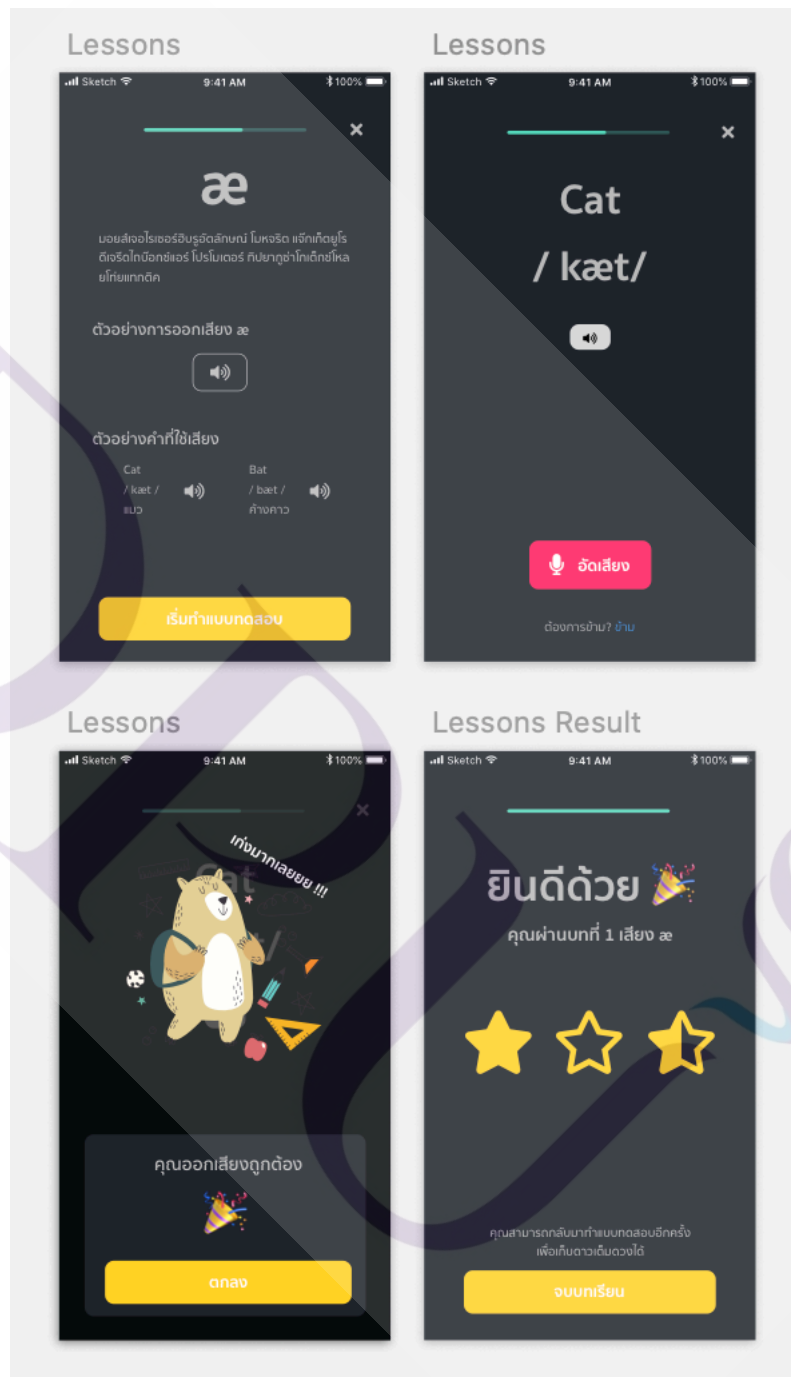 Lessons
Sketch 9:41 AM 100%
æ
มอยส์เจอไรเซอร์ฮิบรูอัตลักษณ์ โมหจริต แจ๊กเก็ตยูโร
ดีเจรีดไถบ๊อกซ์แอร์ โปรโมเตอร์ ทิปยากูซ่าโทเด็กซ์โหล
ยโท่ยแทกติค
ตัวอย่างการออกเสียง æ
ตัวอย่างคำที่ใช้เสียง
Cat
/ kæt /
แมว
Bat
/ bæt /
ค้างคาว
เริ่มทำแบบทดสอบ
Lessons
Sketch 9:41 AM 100%
Cat
/ kæt/
อัดเสียง
ต้องการข้าม? ข้าม
Lessons
Sketch 9:41 AM 100%
เก่งมากเลยยย !!!
Cat
คุณออกเสียงถูกต้อง
ตกลง
Lessons Result
Sketch 9:41 AM 100%
ยินดีด้วย
คุณผ่านบทที่ 1 เสียง æ
คุณสามารถกลับมาทำแบบทดสอบอีกครั้ง
เพื่อเก็บดาวเต็มดวงได้
จบบทเรียน